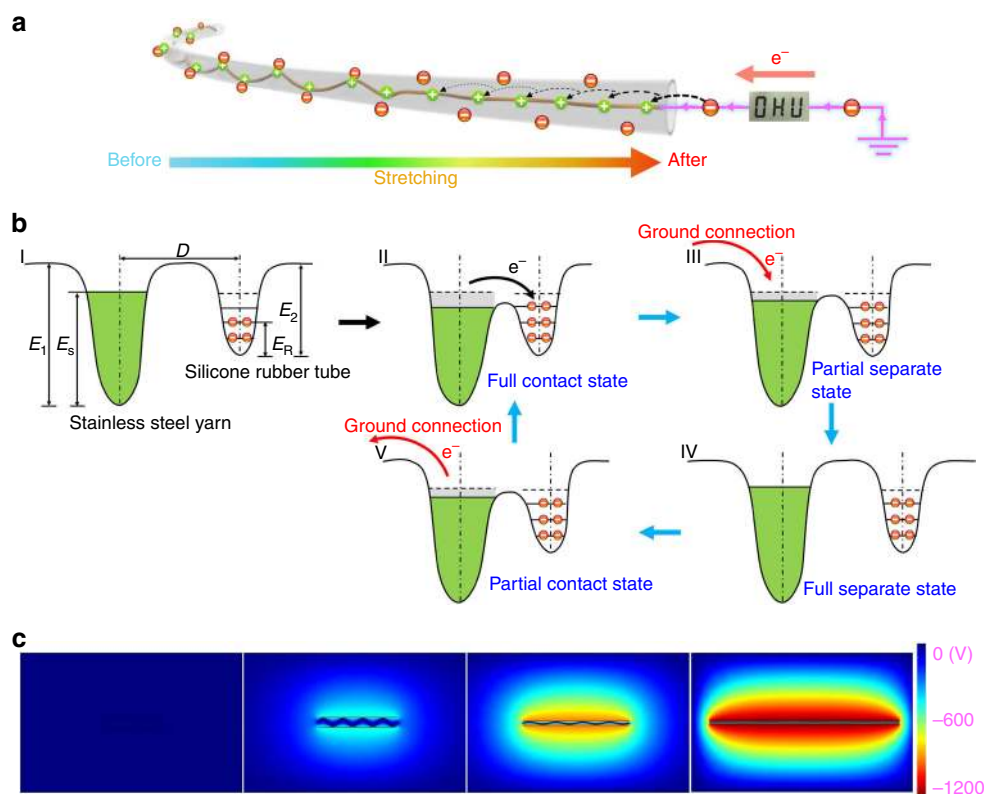 a
e⁻
0HU
Before
After
Stretching
b
I
D
E₁
Eₛ
E₂
E_R
Silicone rubber tube
Stainless steel yarn
II
e⁻
Full contact state
Ground connection
III
e⁻
Partial separate
state
Ground connection
V
e⁻
Partial contact state
IV
Full separate state
c
0 (V)
−600
−1200